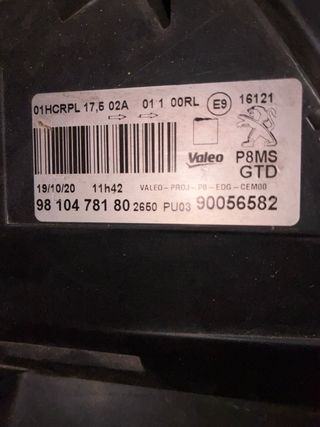 01HCRPL 17,5 02A 01 1 00RL E9 16121
Valeo P8MS
GTD
19/10/20 11h42 VALEO-PROJ-P8-EDG-CEM00
98 104 781 80 2650 PU03 90056582